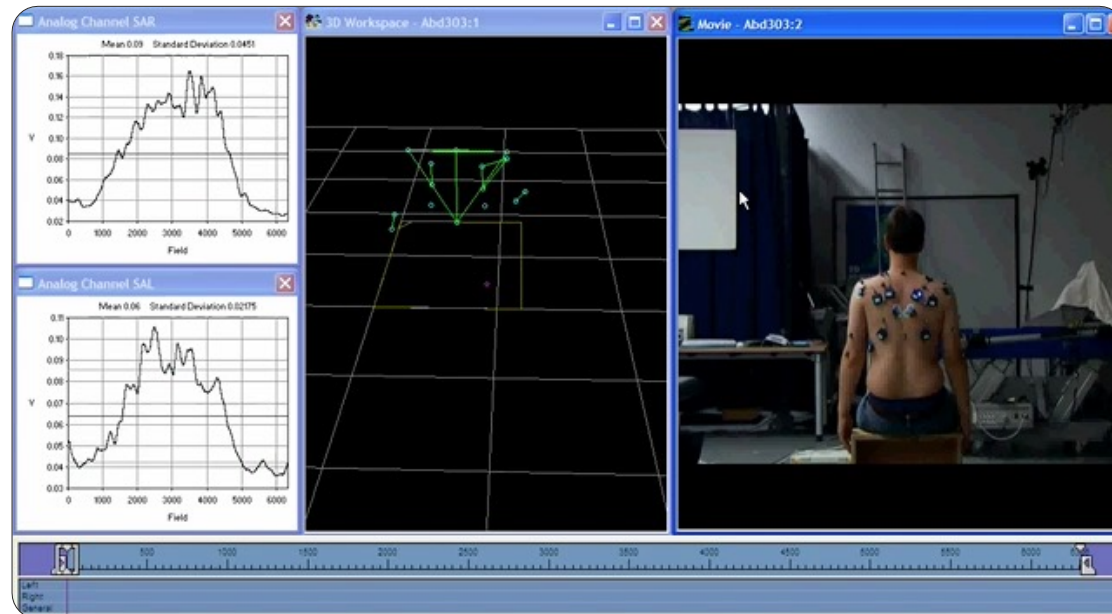 Analog Channel SAR
Mean 0.09 Standard Deviation 0.0451
0.18
0.16
0.14
0.12
0.10
0.08
0.06
0.04
0.02
V
0 1000 2000 3000 4000 5000 6000
Field
Analog Channel SAL
Mean 0.06 Standard Deviation 0.02175
0.11
0.10
0.09
0.08
0.07
0.06
0.05
0.04
0.03
V
0 1000 2000 3000 4000 5000 6000
Field
3D Workspace - Abd303:1
Movie - Abd303:2
500 1000 1500 2000 2500 3000 3500 4000 4500 5000 5500
Left
Right
General